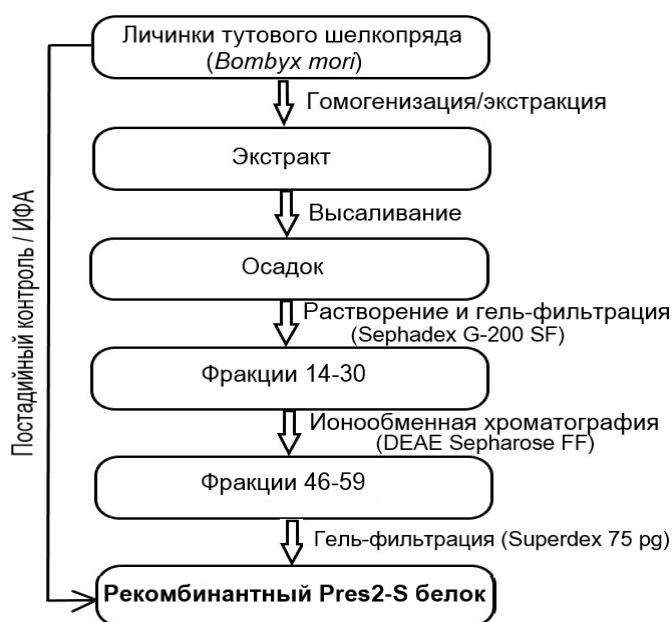 Личинки тутового шелкопряда
(Bombyx mori)
Гомогенизация/экстракция
Экстракт
Высаливание
Осадок
Растворение и гель-фильтрация
(Sephadex G-200 SF)
Фракции 14-30
Ионообменная хроматография
(DEAE Sepharose FF)
Фракции 46-59
Гель-фильтрация (Superdex 75 pg)
Рекомбинантный Pres2-S белок
Постадийный контроль / ИФА